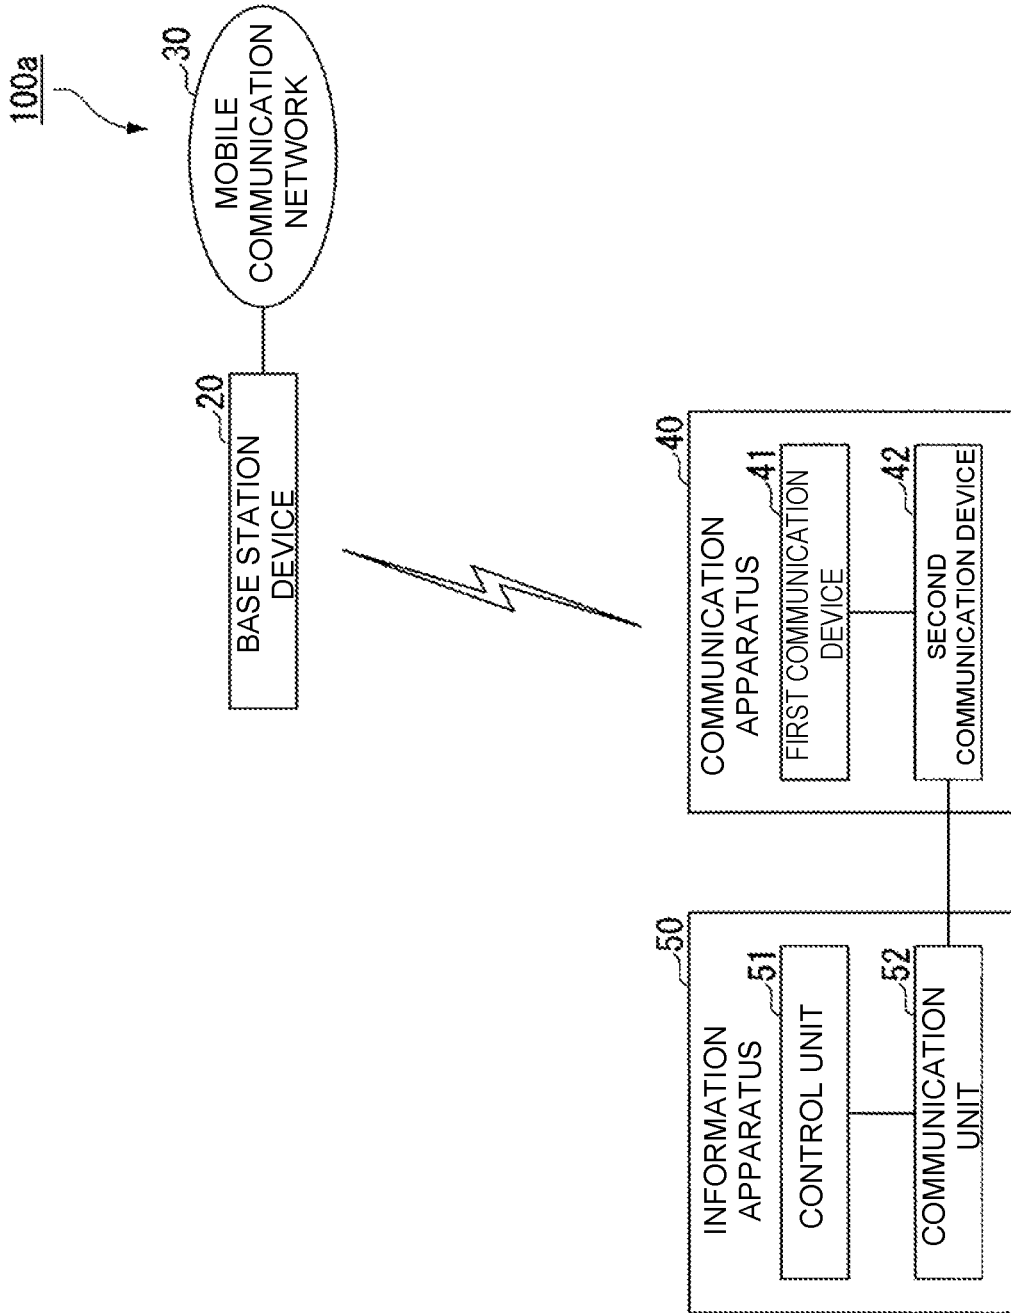 100a
30
MOBILE
COMMUNICATION
NETWORK
20
BASE STATION
DEVICE
40
COMMUNICATION
APPARATUS
41
FIRST COMMUNICATION
DEVICE
42
SECOND
COMMUNICATION DEVICE
50
INFORMATION
APPARATUS
51
CONTROL UNIT
52
COMMUNICATION
UNIT